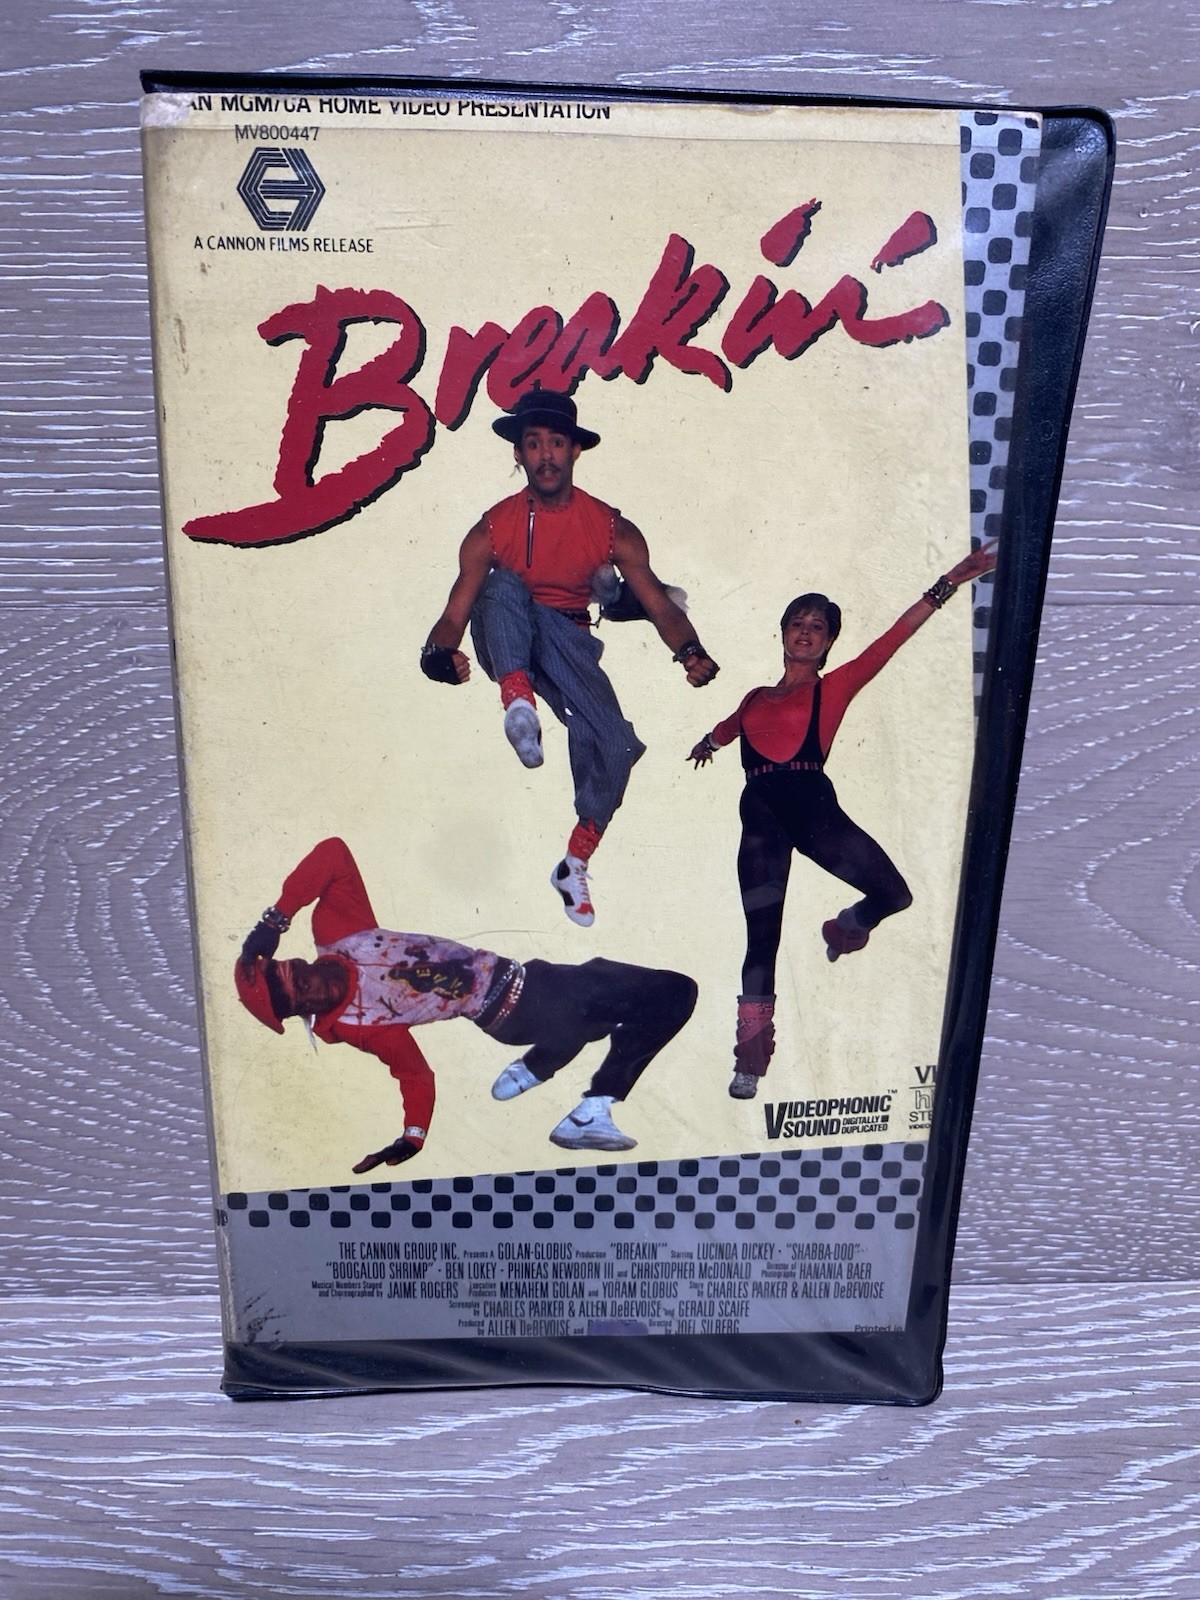 AN MGM/UA HOME VIDEO PRESENTATION
MV800447
A CANNON FILMS RELEASE
Breakin'
VIDEOPHONIC™
SOUND DIGITALLY DUPLICATED
THE CANNON GROUP INC. Presents A GOLAN-GLOBUS Production "BREAKIN'" Starring LUCINDA DICKEY · "SHABBA-DOO" ·
"BOOGALOO SHRIMP" · BEN LOKEY · PHINEAS NEWBORN III and CHRISTOPHER McDONALD Director of Photography HANANIA BAER
Musical Numbers Staged and Choreographed by JAIME ROGERS Executive Producers MENAHEM GOLAN and YORAM GLOBUS Story by CHARLES PARKER & ALLEN DeBEVOISE
Screenplay by CHARLES PARKER & ALLEN DeBEVOISE and GERALD SCAIFE
Produced by ALLEN DeBEVOISE and Directed by JOEL SILBERG
Printed in